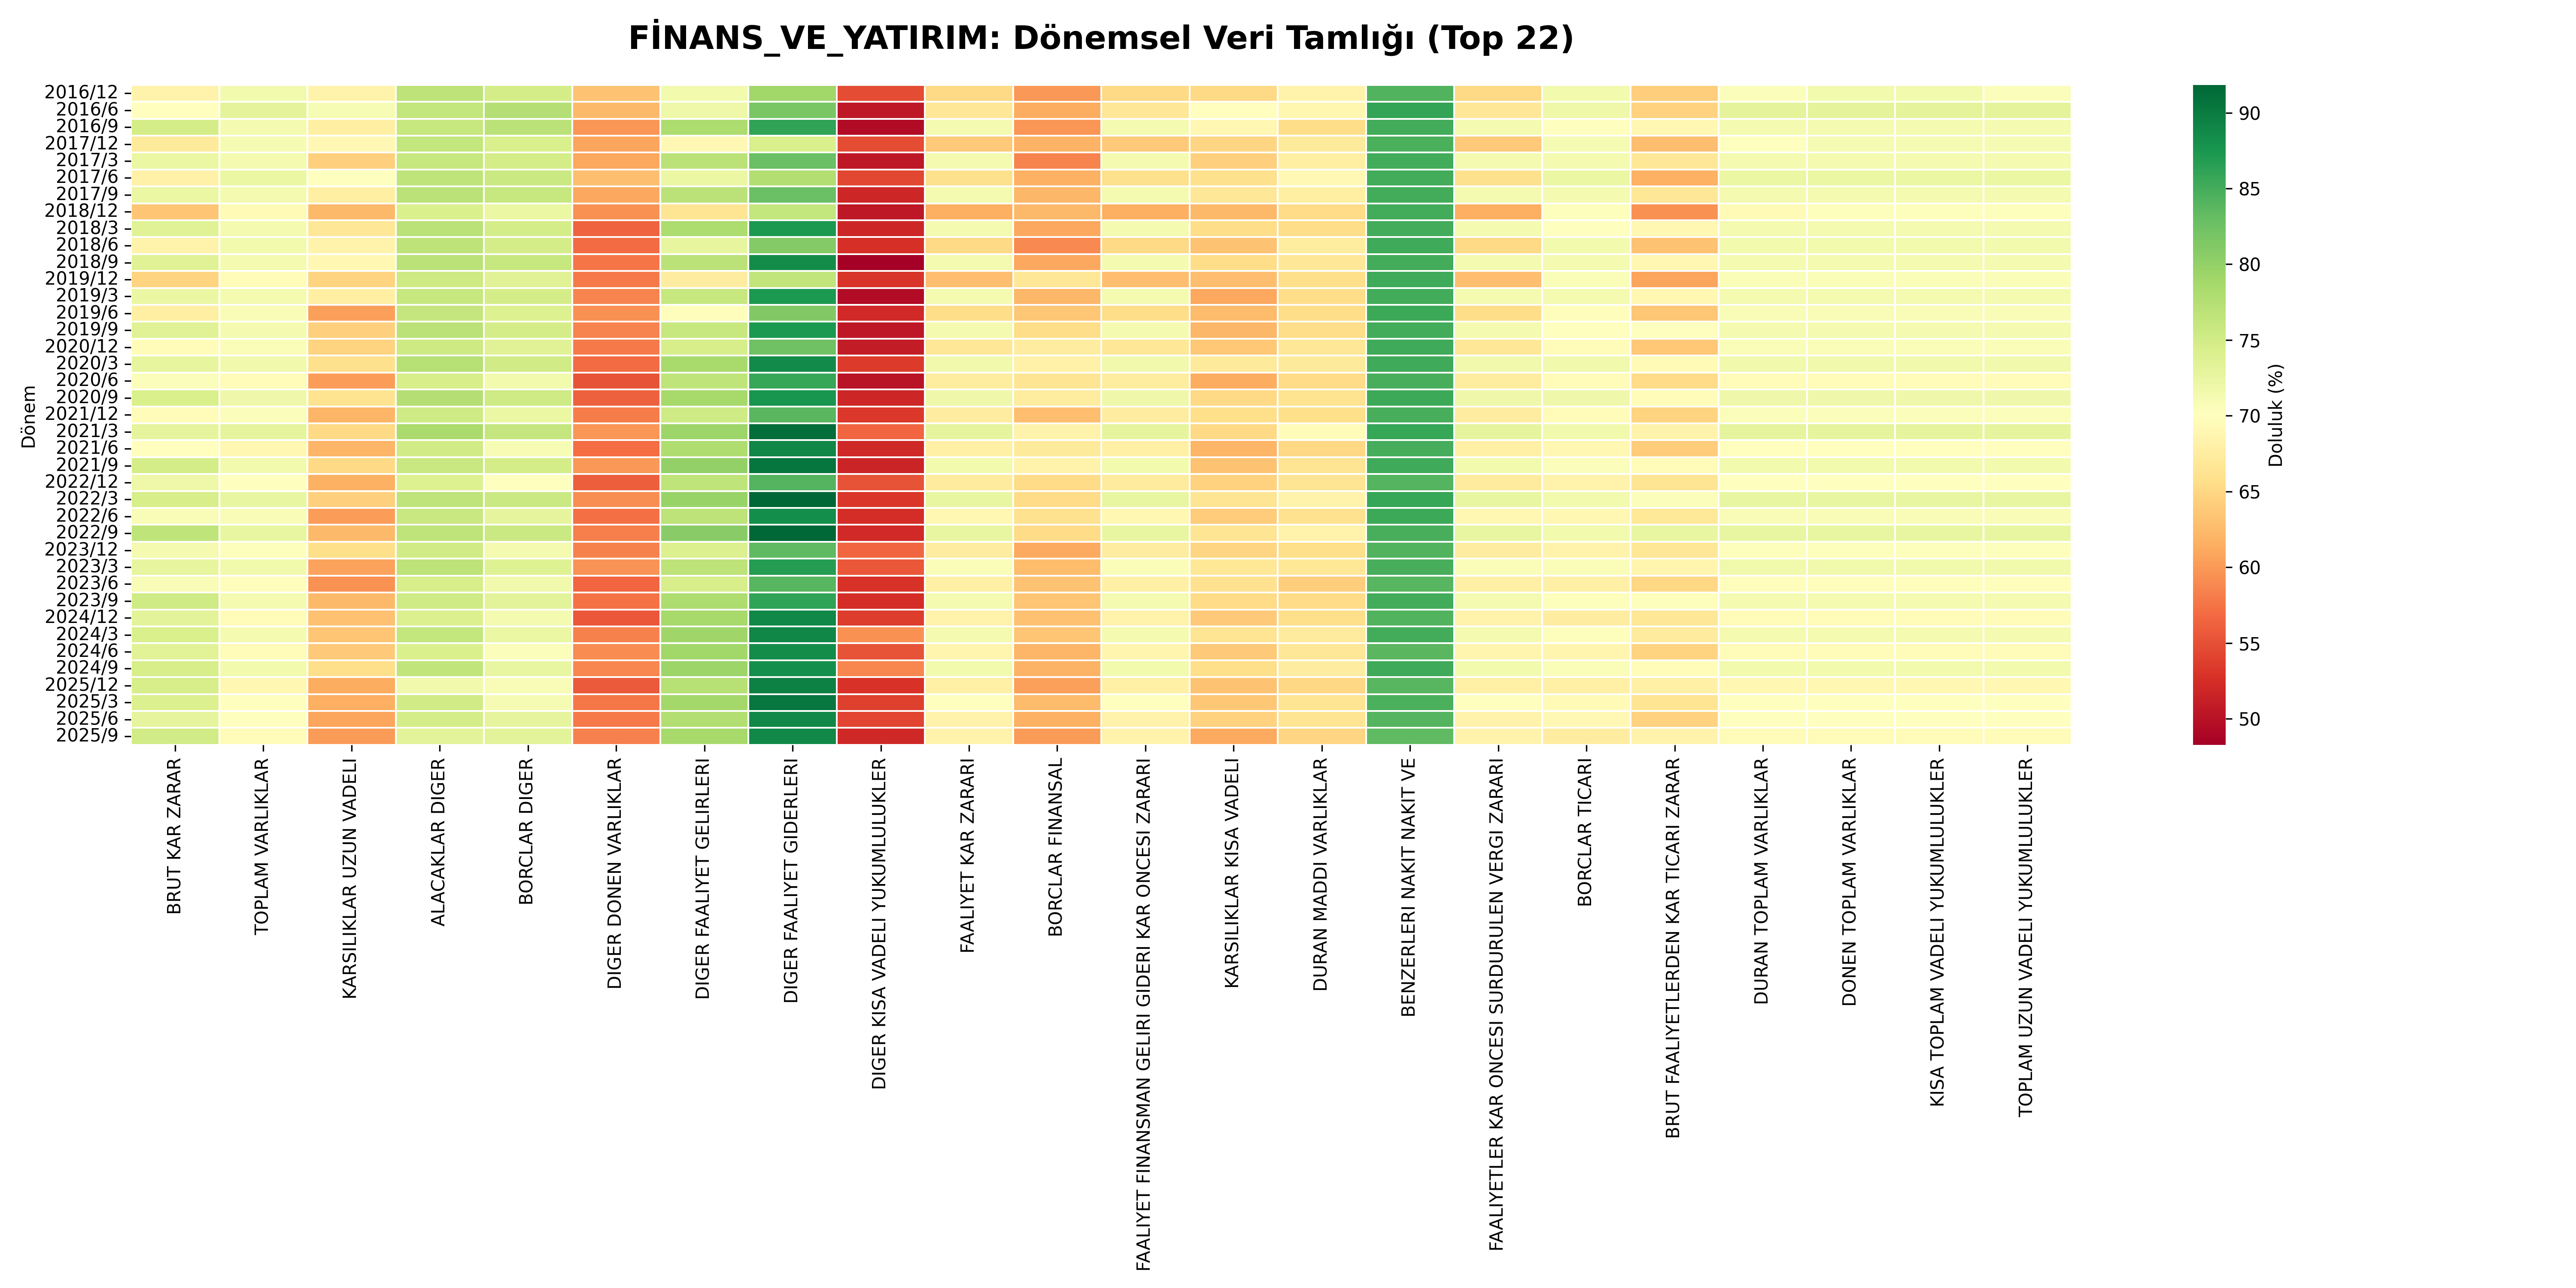 FİNANS_VE_YATIRIM: Dönemsel Veri Tamlığı (Top 22)
Dönem
2016/12
2016/6
2016/9
2017/12
2017/3
2017/6
2017/9
2018/12
2018/3
2018/6
2018/9
2019/12
2019/3
2019/6
2019/9
2020/12
2020/3
2020/6
2020/9
2021/12
2021/3
2021/6
2021/9
2022/12
2022/3
2022/6
2022/9
2023/12
2023/3
2023/6
2023/9
2024/12
2024/3
2024/6
2024/9
2025/12
2025/3
2025/6
2025/9
BRUT KAR ZARAR
TOPLAM VARLIKLAR
KARSILIKLAR UZUN VADELI
ALACAKLAR DIGER
BORCLAR DIGER
DIGER DONEN VARLIKLAR
DIGER FAALIYET GELIRLERI
DIGER FAALIYET GIDERLERI
DIGER KISA VADELI YUKUMLULUKLER
FAALIYET KAR ZARARI
BORCLAR FINANSAL
FAALIYET FINANSMAN GELIRI GIDERI KAR ONCESI ZARARI
KARSILIKLAR KISA VADELI
DURAN MADDI VARLIKLAR
BENZERLERI NAKIT NAKIT VE
FAALIYETLER KAR ONCESI SURDURULEN VERGI ZARARI
BORCLAR TICARI
BRUT FAALIYETLERDEN KAR TICARI ZARAR
DURAN TOPLAM VARLIKLAR
DONEN TOPLAM VARLIKLAR
KISA TOPLAM VADELI YUKUMLULUKLER
TOPLAM UZUN VADELI YUKUMLULUKLER
90
85
80
75
70
65
60
55
50
Doluluk (%)